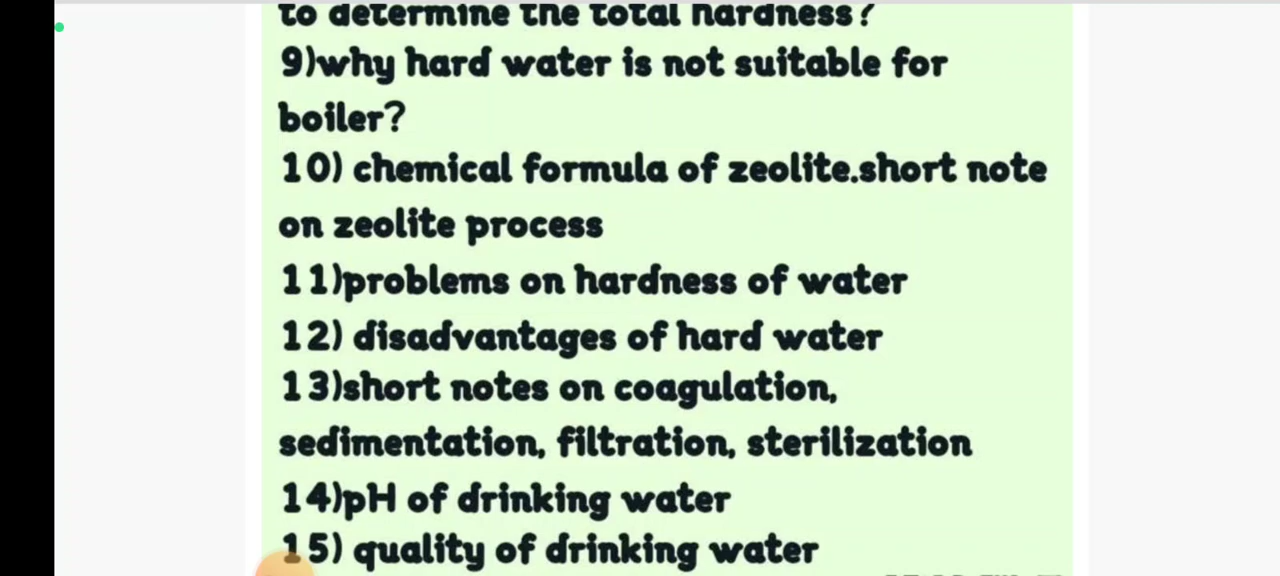 to determine the total hardness?
9)why hard water is not suitable for
boiler?
10) chemical formula of zeolite.short note
on zeolite process
11)problems on hardness of water
12) disadvantages of hard water
13)short notes on coagulation,
sedimentation, filtration, sterilization
14)pH of drinking water
15) quality of drinking water